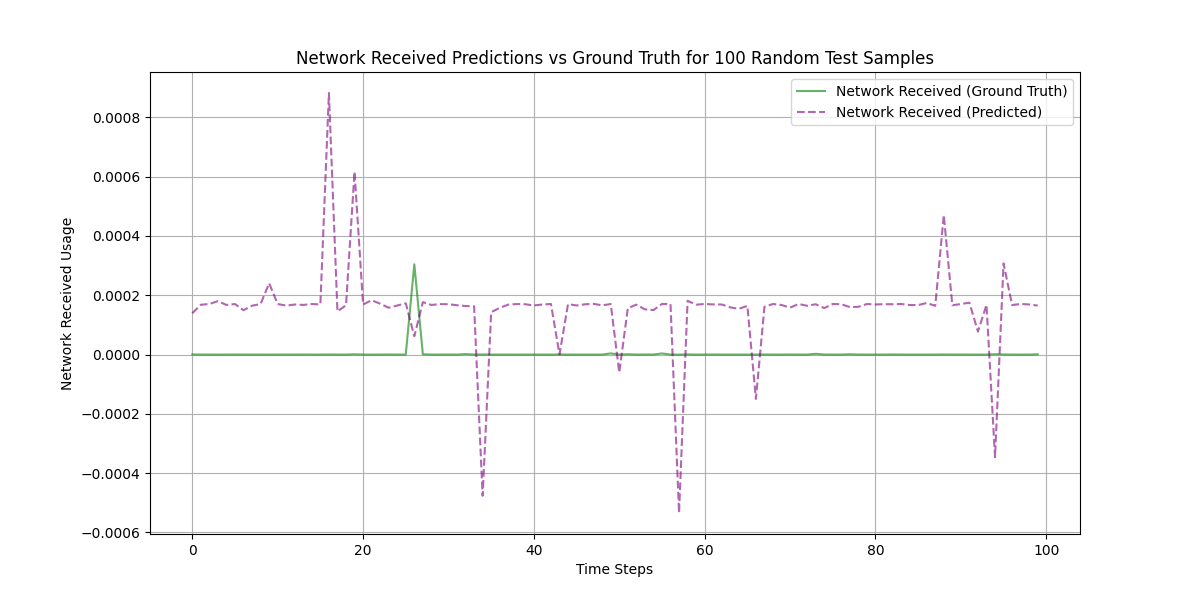 Network Received Predictions vs Ground Truth for 100 Random Test Samples
Network Received (Ground Truth)
Network Received (Predicted)
Network Received Usage
0.0008
0.0006
0.0004
0.0002
0.0000
−0.0002
−0.0004
−0.0006
0
20
40
60
80
100
Time Steps